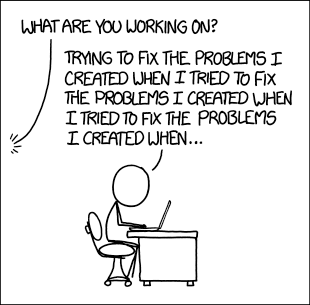 WHAT ARE YOU WORKING ON?
TRYING TO FIX THE PROBLEMS I
CREATED WHEN I TRIED TO FIX
THE PROBLEMS I CREATED WHEN
I TRIED TO FIX THE PROBLEMS
I CREATED WHEN...